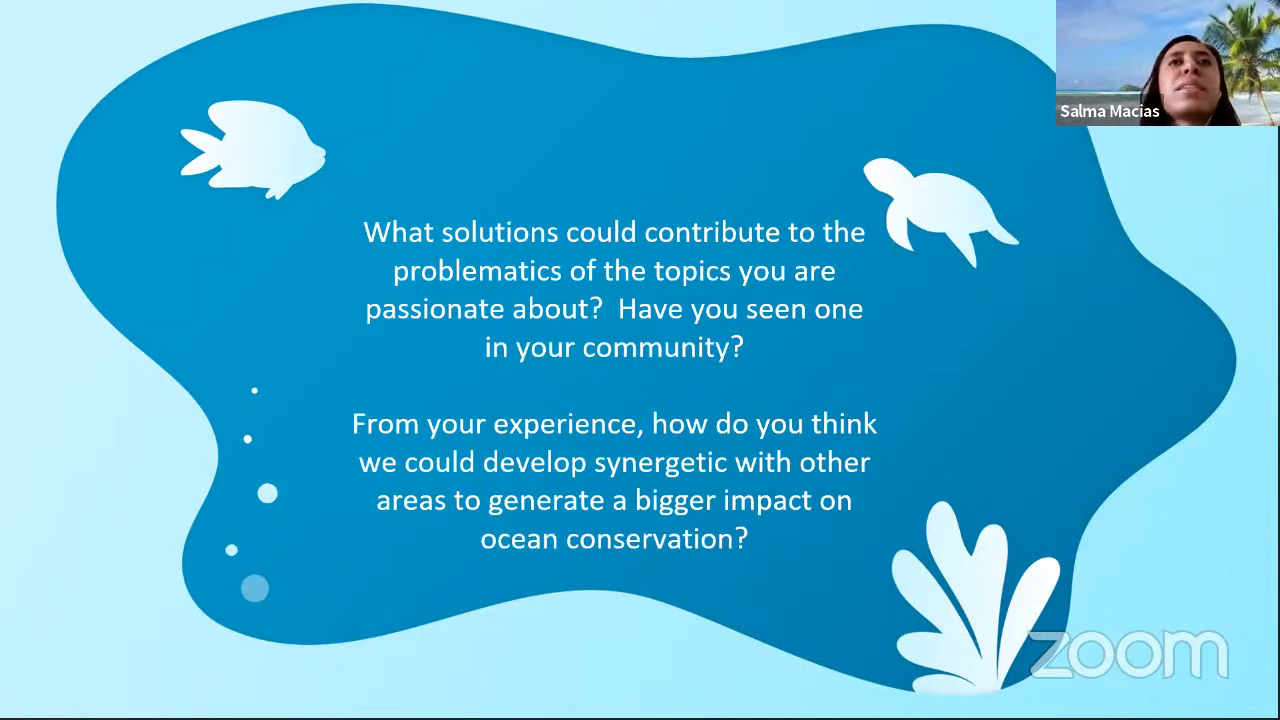 Salma Macias
What solutions could contribute to the
problematics of the topics you are
passionate about?  Have you seen one
in your community?
From your experience, how do you think
we could develop synergetic with other
areas to generate a bigger impact on
ocean conservation?
zoom